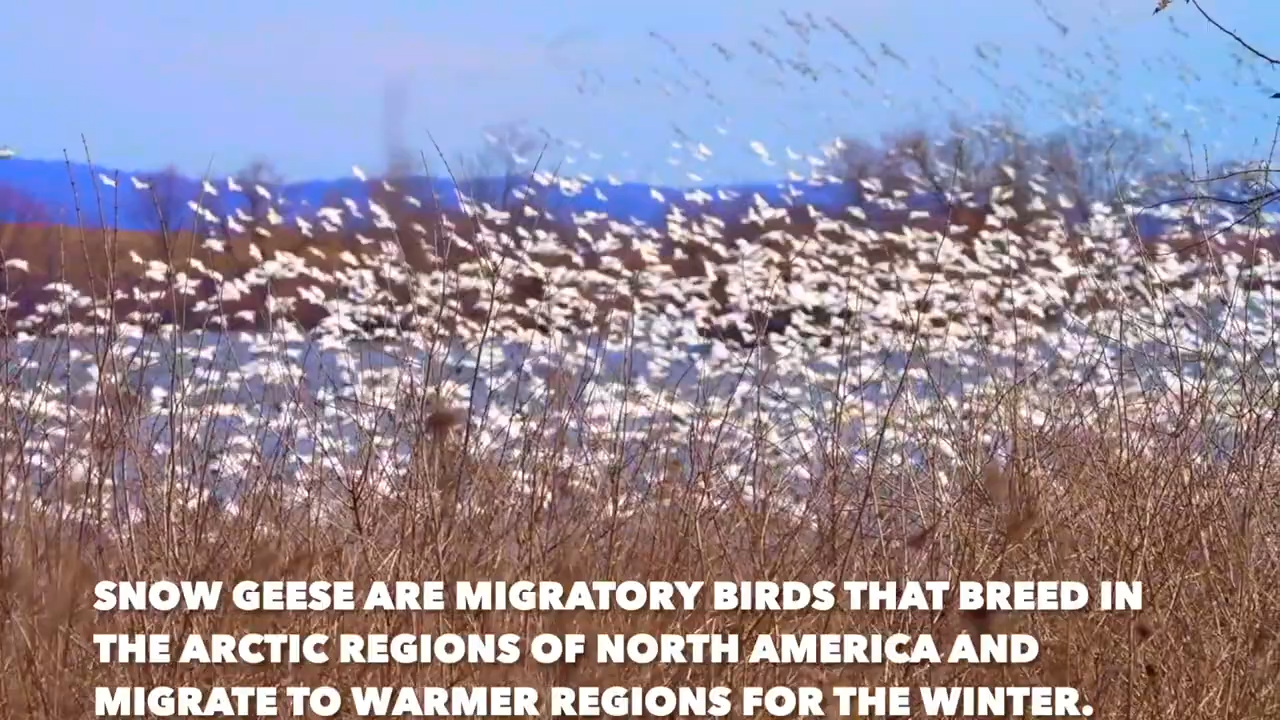 SNOW GEESE ARE MIGRATORY BIRDS THAT BREED IN
THE ARCTIC REGIONS OF NORTH AMERICA AND
MIGRATE TO WARMER REGIONS FOR THE WINTER.